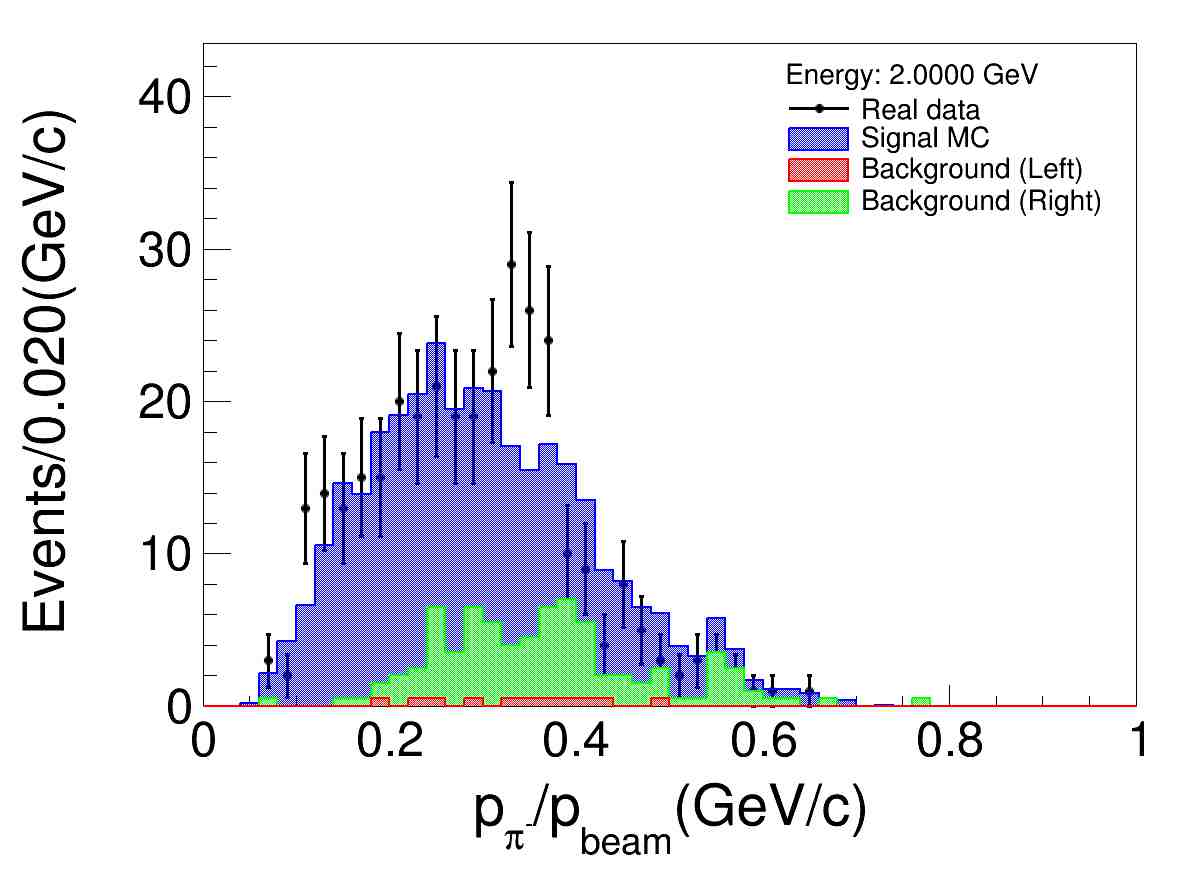 Events/0.020(GeV/c)
40
30
20
10
0
Energy: 2.0000 GeV
Real data
Signal MC
Background (Left)
Background (Right)
0 0.2 0.4 0.6 0.8 1
pπ-/pbeam(GeV/c)